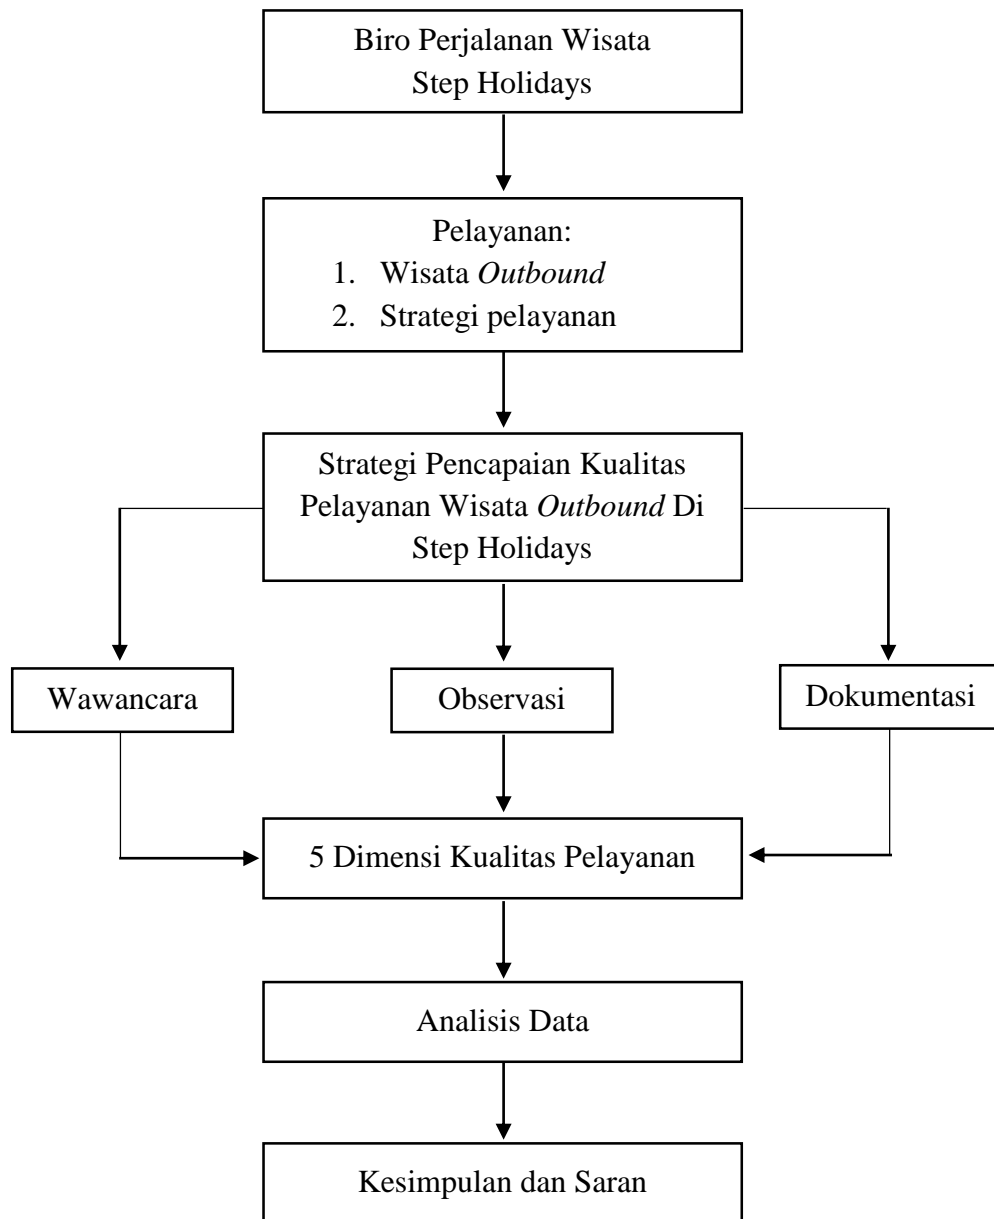 Biro Perjalanan Wisata
Step Holidays
Pelayanan:
1. Wisata Outbound
2. Strategi pelayanan
Strategi Pencapaian Kualitas
Pelayanan Wisata Outbound Di
Step Holidays
Wawancara
Observasi
Dokumentasi
5 Dimensi Kualitas Pelayanan
Analisis Data
Kesimpulan dan Saran